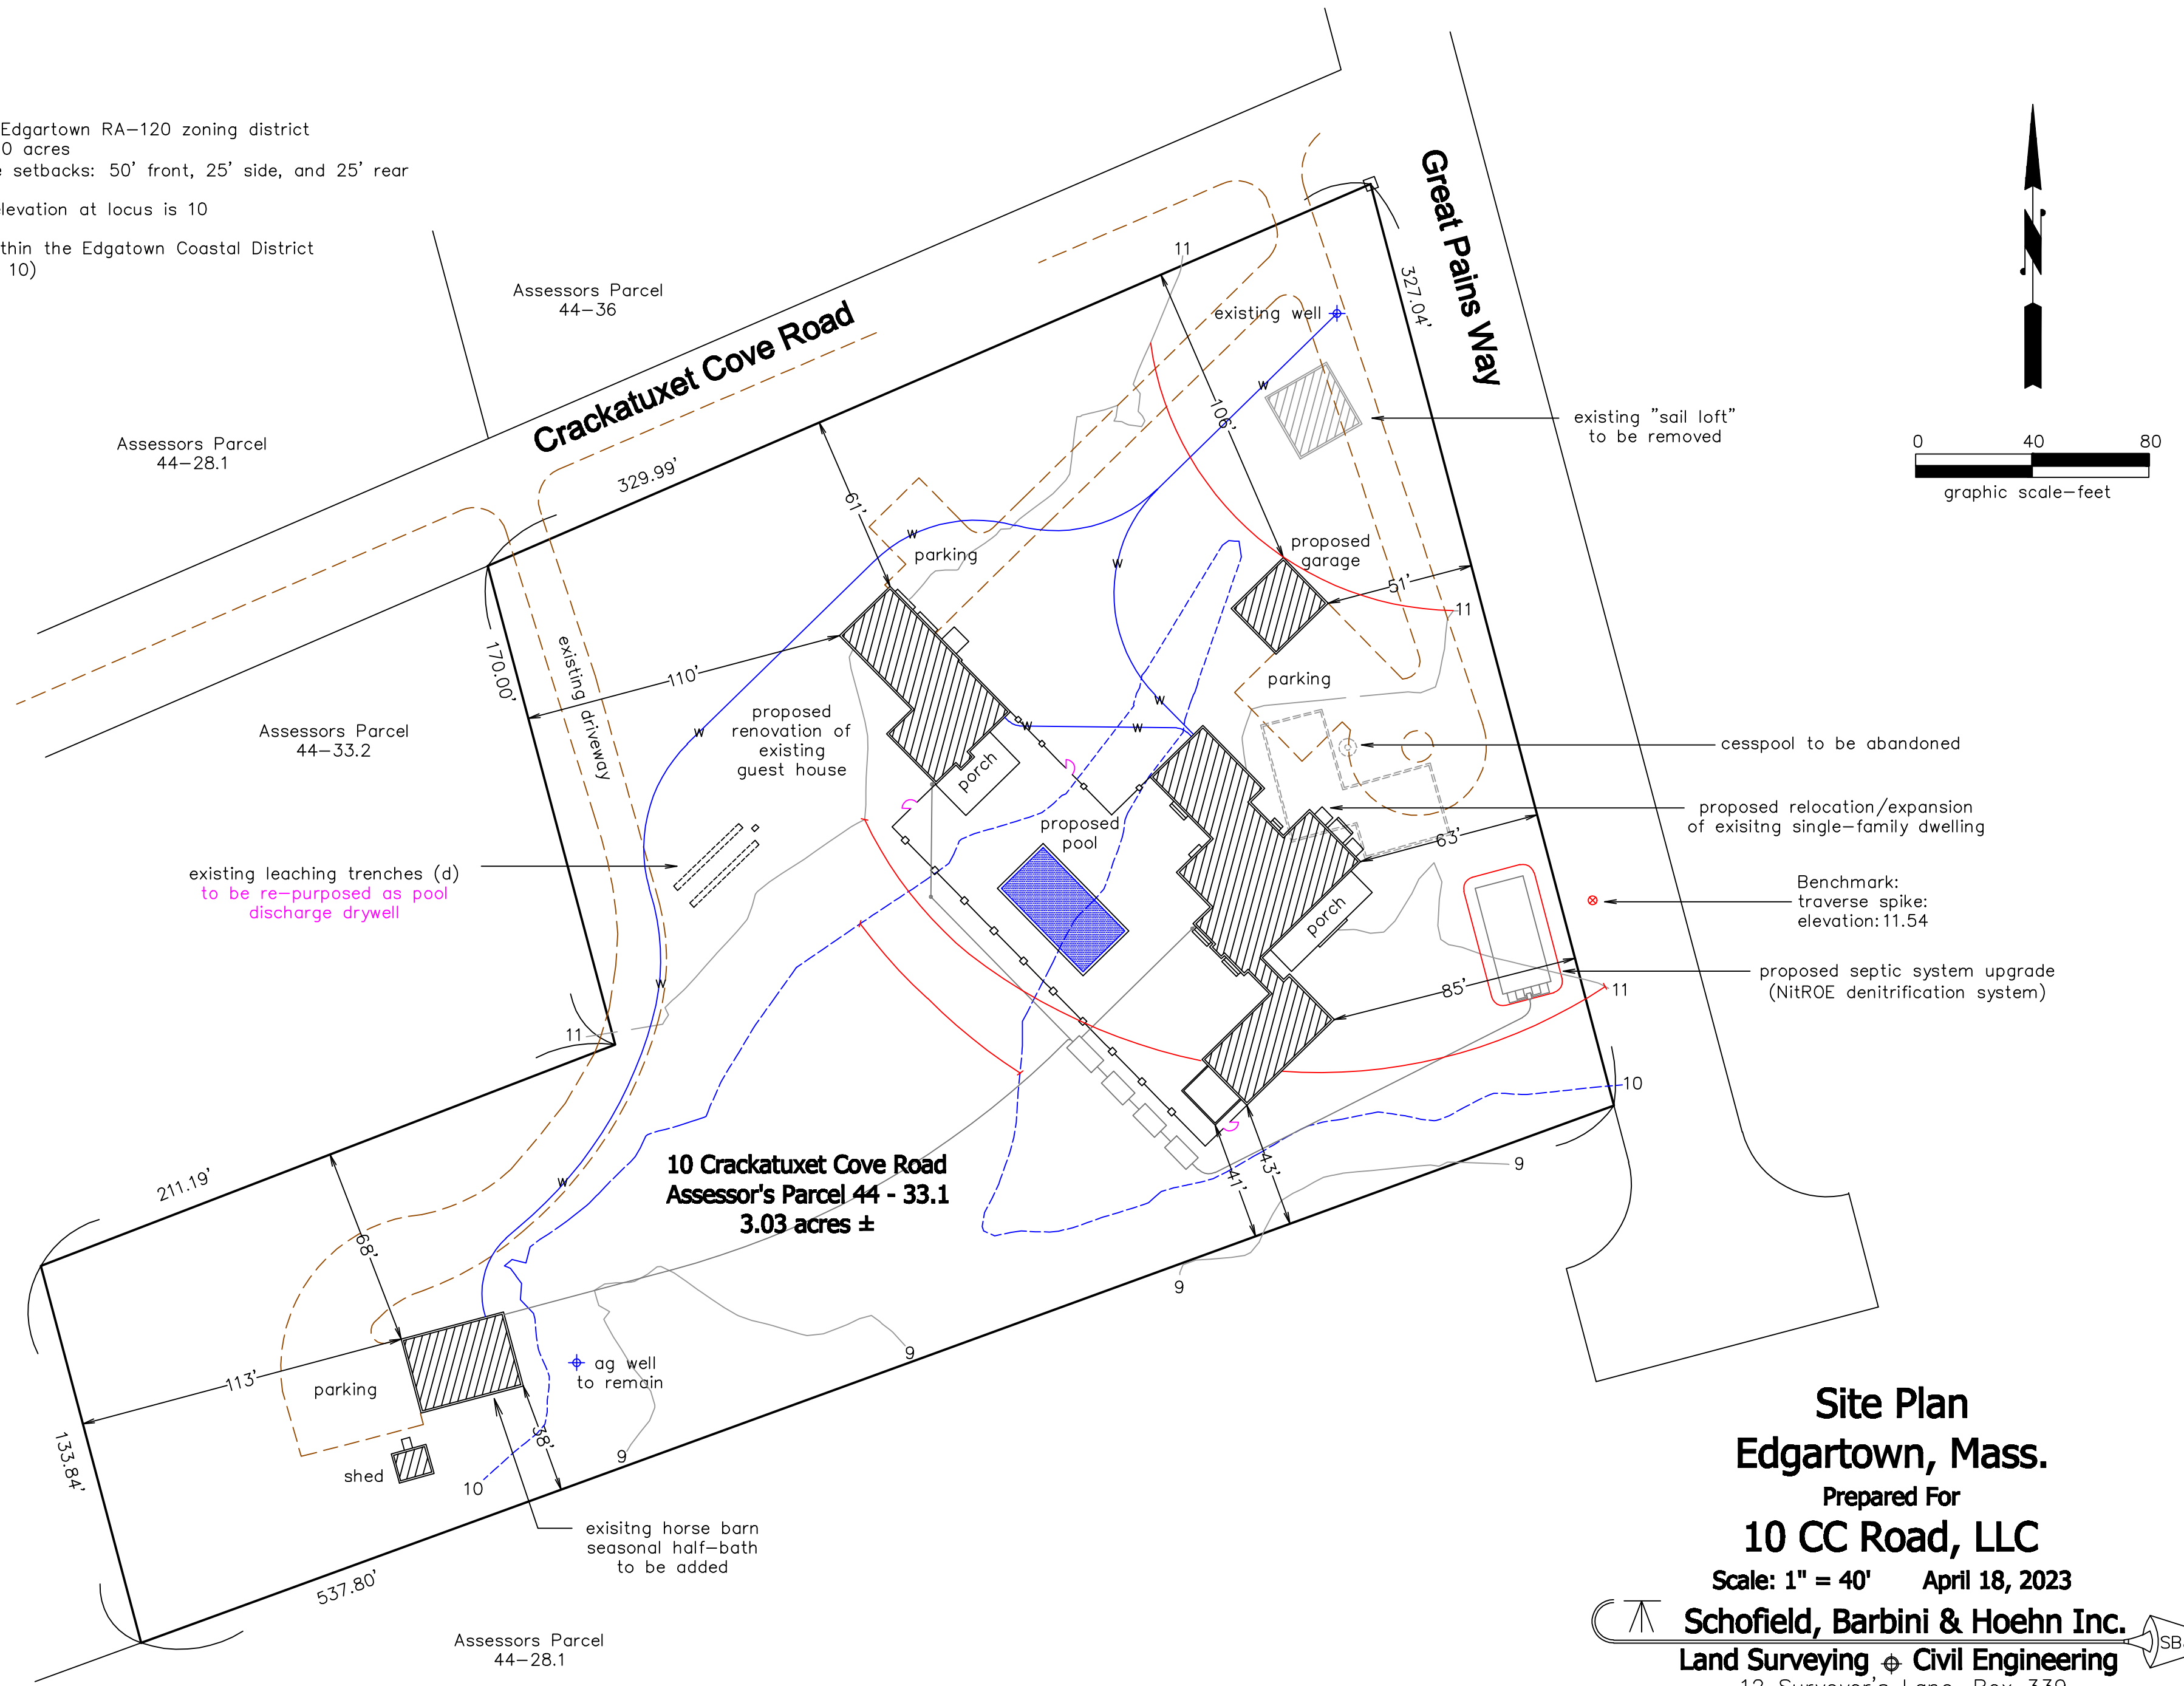 Edgartown RA-120 zoning district
0 acres
setbacks: 50' front, 25' side, and 25' rear
elevation at locus is 10
thin the Edgatown Coastal District
10)
Assessors Parcel
44-36
Assessors Parcel
44-28.1
Assessors Parcel
44-33.2
Crackatuxet Cove Road
Great Pains Way
329.99'
327.04'
170.00'
211.19'
133.84'
537.80'
11
existing well
106'
61'
existing "sail loft"
to be removed
0 40 80
graphic scale-feet
N
parking
proposed
garage
51'
11
110'
existing driveway
proposed
renovation of
existing
guest house
porch
parking
cesspool to be abandoned
proposed relocation/expansion
of exisitng single-family dwelling
63'
proposed
pool
porch
existing leaching trenches (d)
to be re-purposed as pool
discharge drywell
Benchmark:
traverse spike:
elevation: 11.54
proposed septic system upgrade
(NitROE denitrification system)
85'
11
11
10
9
43'
41'
9
W
W
W
W
W
W
W
W
W
10 Crackatuxet Cove Road
Assessor's Parcel 44 - 33.1
3.03 acres ±
68'
113'
parking
shed
ag well
to remain
38'
10
9
9
exisitng horse barn
seasonal half-bath
to be added
Assessors Parcel
44-28.1
Site Plan
Edgartown, Mass.
Prepared For
10 CC Road, LLC
Scale: 1" = 40' April 18, 2023
Schofield, Barbini & Hoehn Inc.
SB
Land Surveying Civil Engineering
12 Surveyor's Lane, Box 339